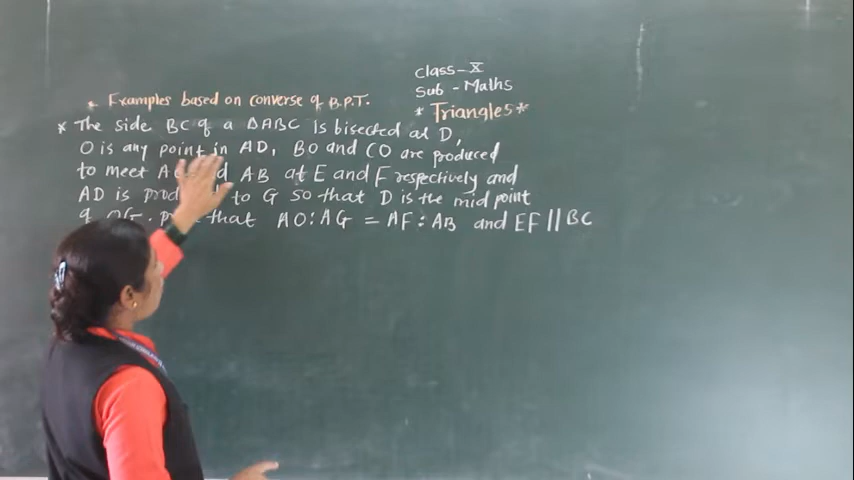 Class-X
Sub - Maths
* Examples based on converse of B.P.T.
* Triangles *
* The side BC of a ΔABC is bisected at D,
O is any point in AD, BO and CO are produced
to meet AB at E and F respectively and
AD is to G so that D is the mid point
of OG. that AO:AG = AF:AB and EF || BC